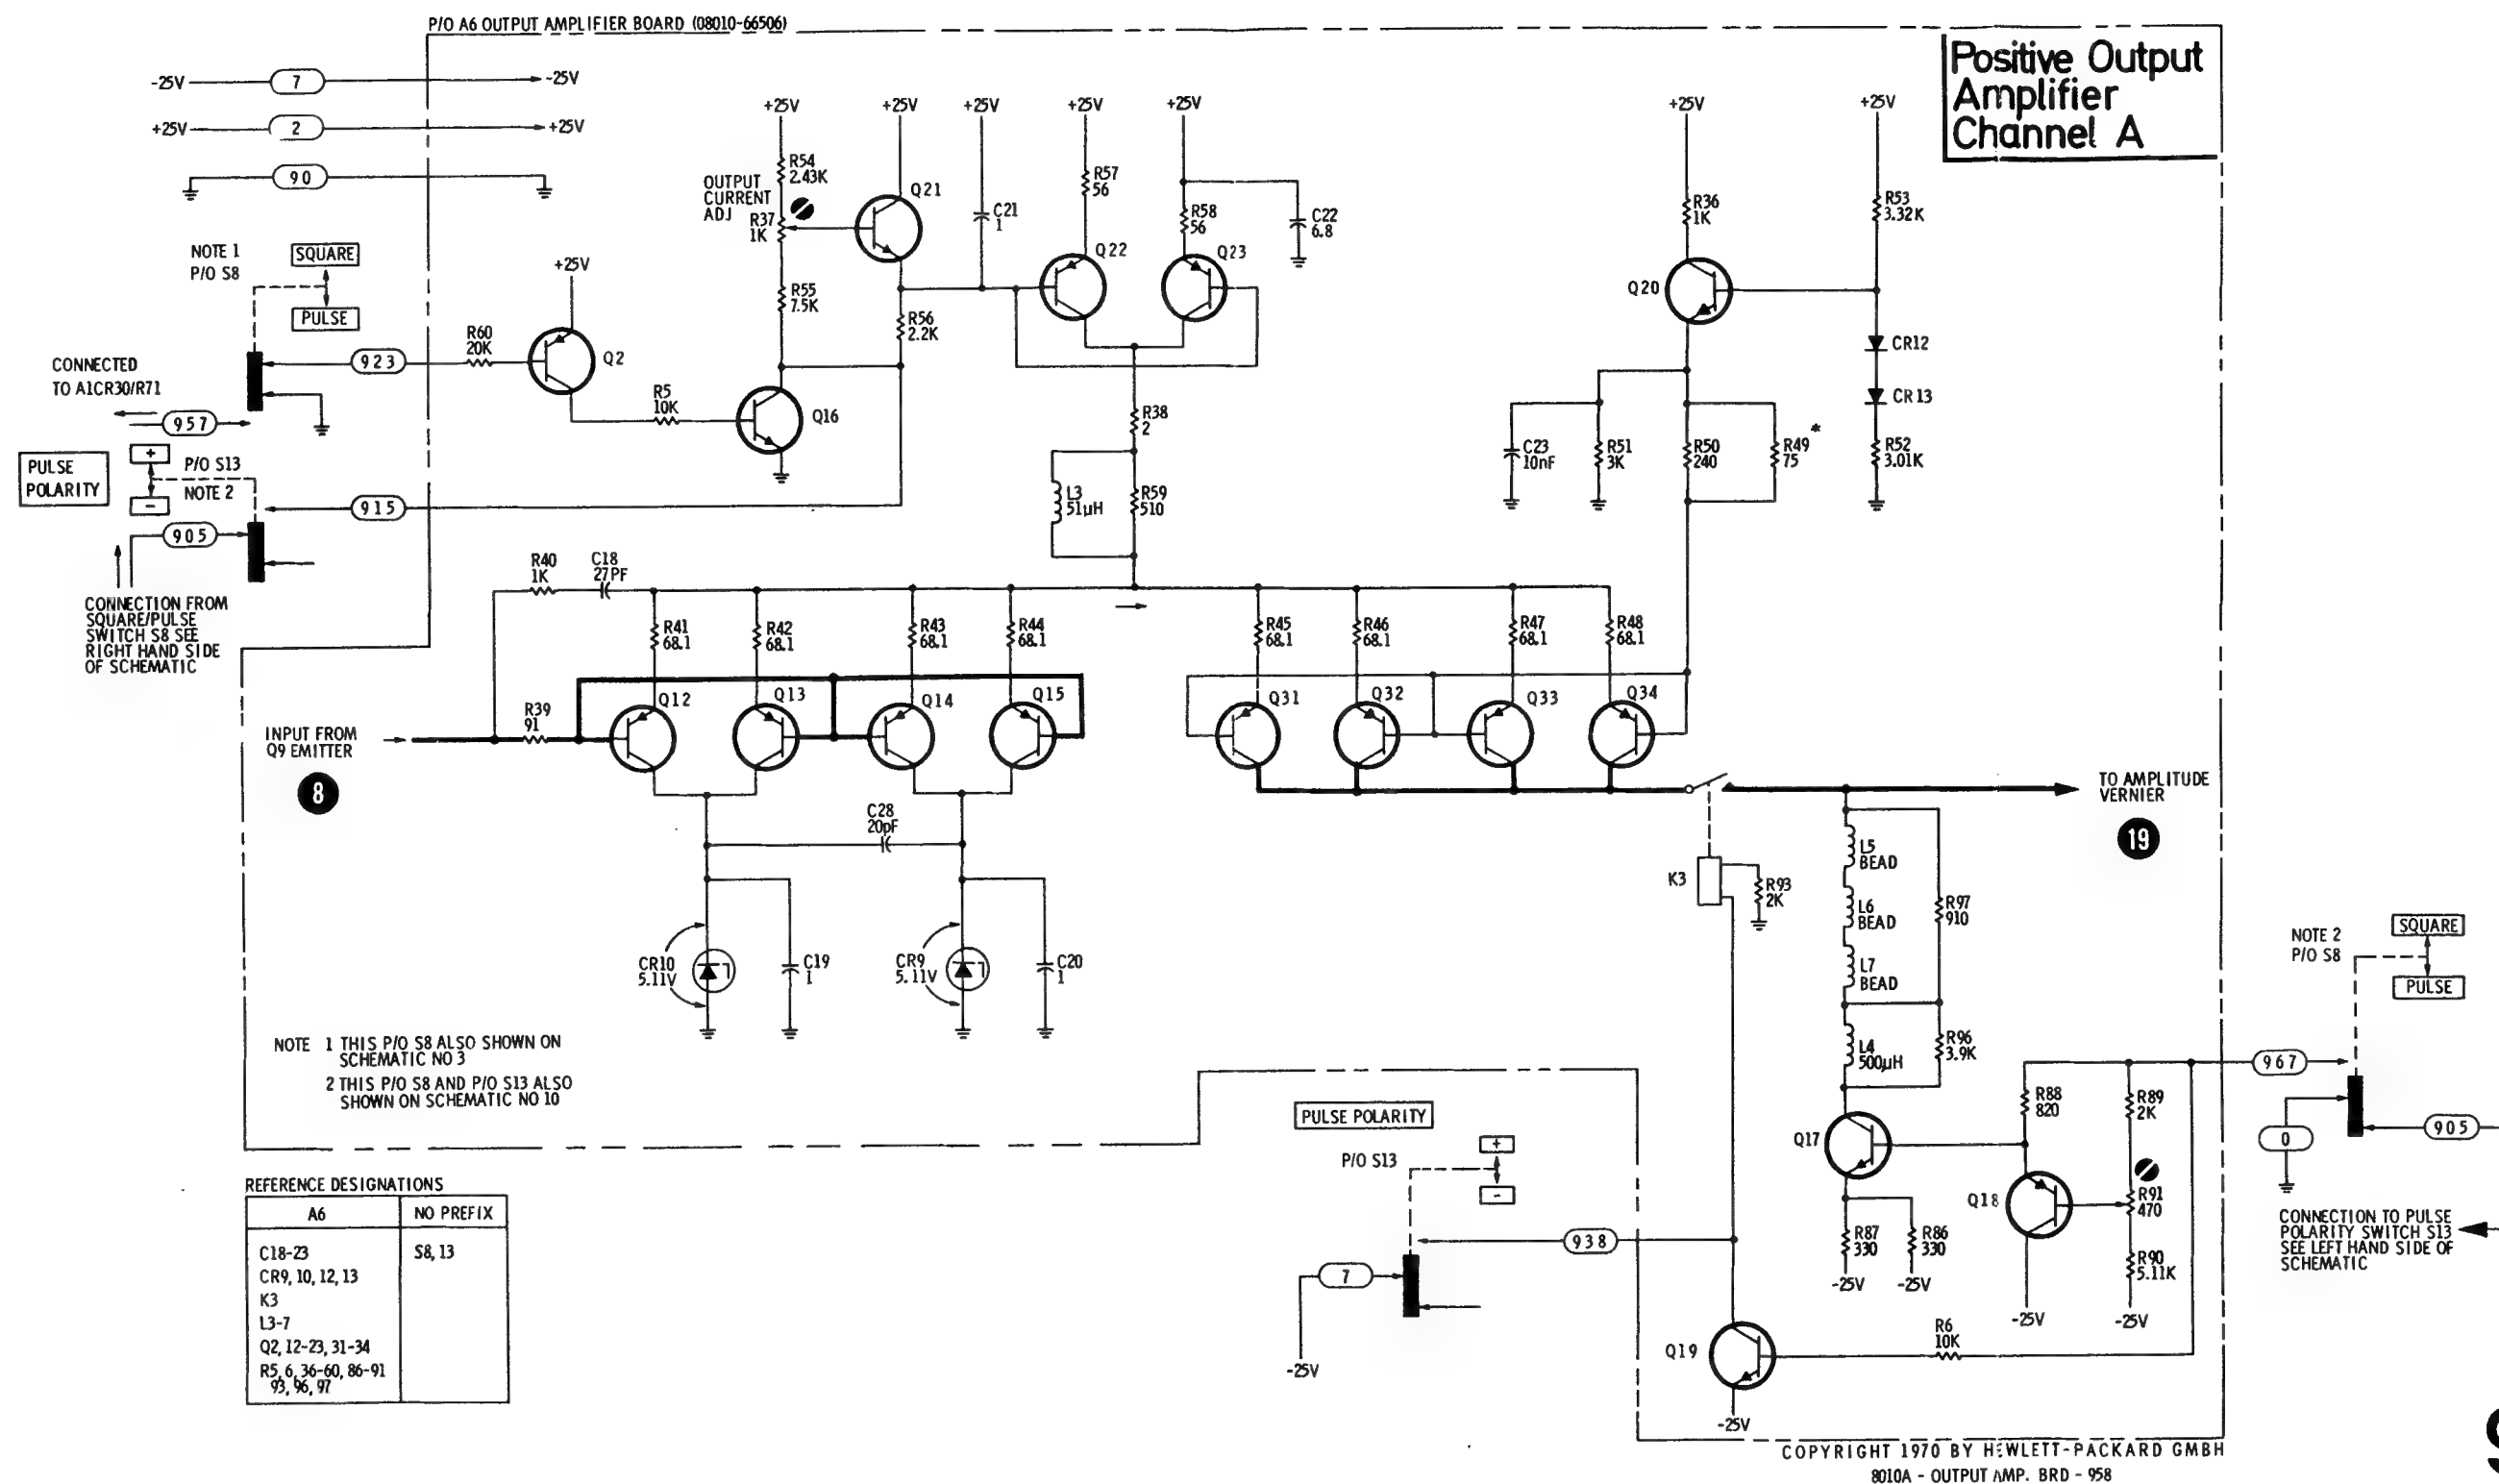 P/O A6 OUTPUT AMPLIFIER BOARD (08010-66506)
Positive Output
Amplifier
Channel A
-25V
7
-25V
+25V
2
+25V
90
+25V
+25V
+25V
+25V
+25V
+25V
+25V
R54
2.43K
OUTPUT
CURRENT
ADJ
R37
1K
Q21
C21
1
R57
56
R58
56
C22
6.8
R36
1K
R53
3.32K
NOTE 1
P/O S8
SQUARE
PULSE
+25V
R55
7.5K
R56
2.2K
Q22
Q23
Q20
CR12
CR13
CONNECTED
TO A1CR30/R71
923
R60
20K
Q2
R5
10K
Q16
957
R38
2
C23
10nF
R51
3K
R50
240
R49
75
*
R52
3.01K
PULSE
POLARITY
+
-
P/O S13
NOTE 2
915
905
L3
51µH
R59
510
CONNECTION FROM
SQUARE/PULSE
SWITCH S8 SEE
RIGHT HAND SIDE
OF SCHEMATIC
R40
1K
C18
27PF
R41
68.1
R42
68.1
R43
68.1
R44
68.1
R45
68.1
R46
68.1
R47
68.1
R48
68.1
INPUT FROM
Q9 EMITTER
8
R39
91
Q12
Q13
Q14
Q15
Q31
Q32
Q33
Q34
TO AMPLITUDE
VERNIER
19
C28
20pF
K3
R93
2K
L5
BEAD
L6
BEAD
L7
BEAD
R97
910
CR10
5.11V
C19
1
CR9
5.11V
C20
1
L4
500µH
R96
3.9K
NOTE 2
P/O S8
SQUARE
PULSE
NOTE 1 THIS P/O S8 ALSO SHOWN ON
SCHEMATIC NO 3
2 THIS P/O S8 AND P/O S13 ALSO
SHOWN ON SCHEMATIC NO 10
967
905
0
R88
820
R89
2K
Q17
Q18
R91
470
R87
330
R86
330
R90
5.11K
-25V
-25V
-25V
-25V
CONNECTION TO PULSE
POLARITY SWITCH S13
SEE LEFT HAND SIDE OF
SCHEMATIC
PULSE POLARITY
P/O S13
+
-
938
7
-25V
Q19
R6
10K
-25V
REFERENCE DESIGNATIONS
A6 NO PREFIX
C18-23 S8, 13
CR9, 10, 12, 13
K3
L3-7
Q2, 12-23, 31-34
R5, 6, 36-60, 86-91
93, 96, 97
COPYRIGHT 1970 BY HEWLETT-PACKARD GMBH
8010A - OUTPUT AMP. BRD - 958